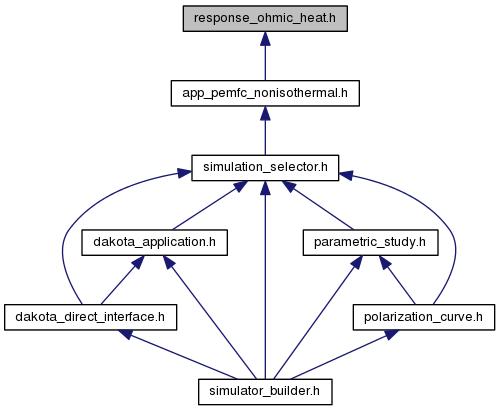 response_ohmic_heat.h
app_pemfc_nonisothermal.h
simulation_selector.h
dakota_application.h
parametric_study.h
dakota_direct_interface.h
polarization_curve.h
simulator_builder.h